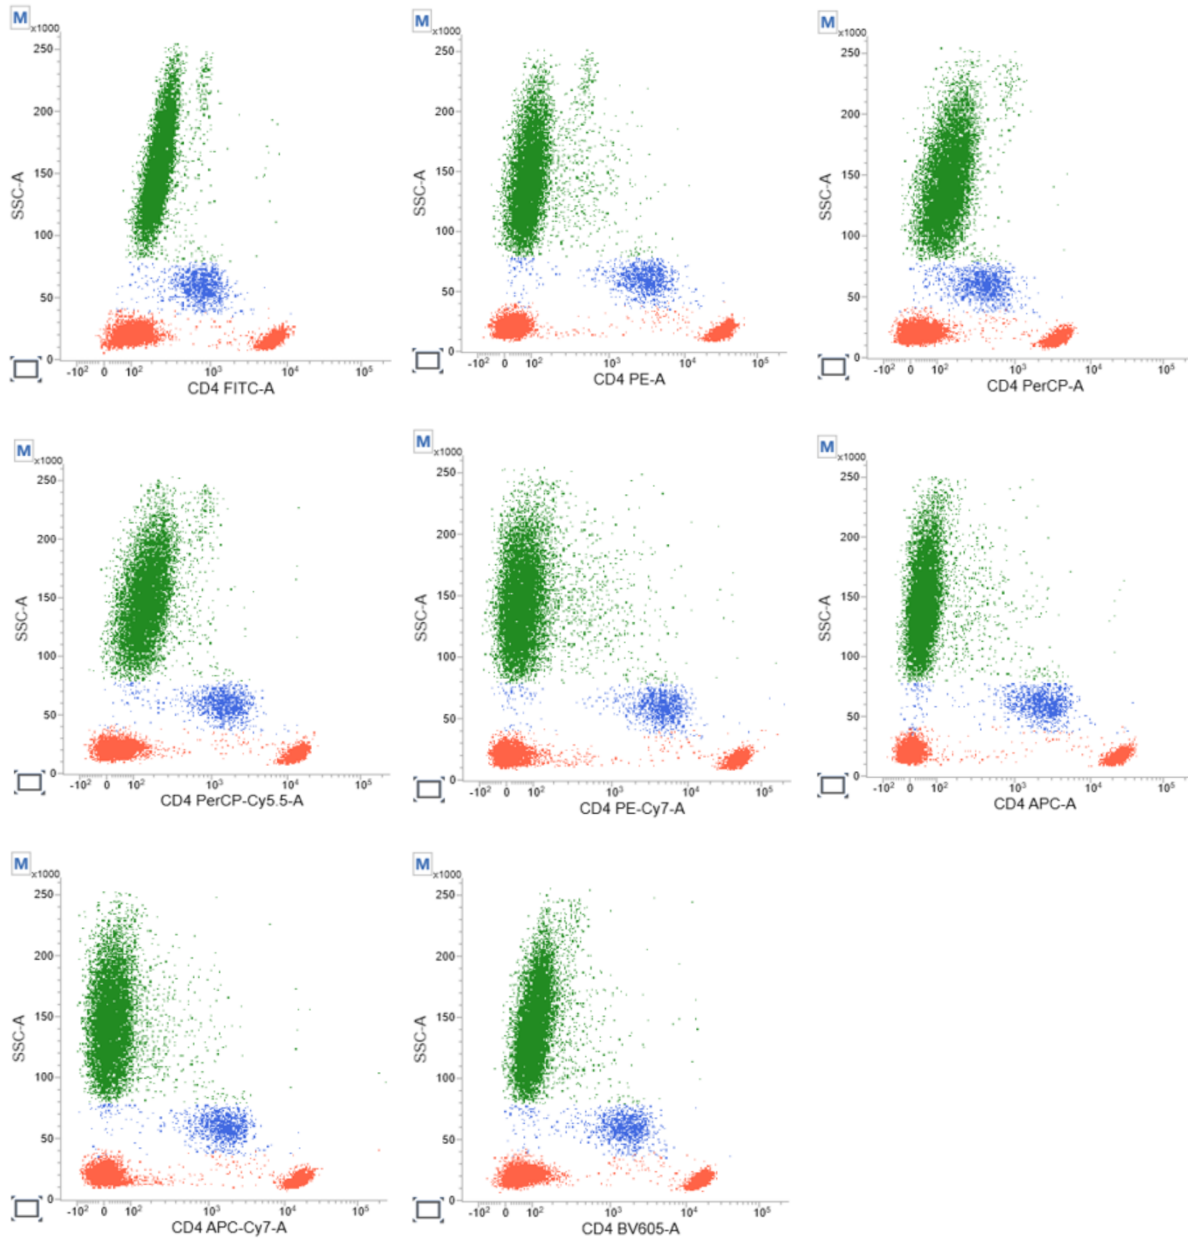 M
x1000
250
200
150
100
50
0
SSC-A
-10² 0 10² 10³ 10⁴ 10⁵
CD4 FITC-A
M
x1000
250
200
150
100
50
0
SSC-A
-10² 0 10² 10³ 10⁴ 10⁵
CD4 PE-A
M
x1000
250
200
150
100
50
0
SSC-A
-10² 0 10² 10³ 10⁴ 10⁵
CD4 PerCP-A
M
x1000
250
200
150
100
50
0
SSC-A
-10² 0 10² 10³ 10⁴ 10⁵
CD4 PerCP-Cy5.5-A
M
x1000
250
200
150
100
50
0
SSC-A
-10² 0 10² 10³ 10⁴ 10⁵
CD4 PE-Cy7-A
M
x1000
250
200
150
100
50
0
SSC-A
-10² 0 10² 10³ 10⁴ 10⁵
CD4 APC-A
M
x1000
250
200
150
100
50
0
SSC-A
-10² 0 10² 10³ 10⁴ 10⁵
CD4 APC-Cy7-A
M
x1000
250
200
150
100
50
0
SSC-A
-10² 0 10² 10³ 10⁴ 10⁵
CD4 BV605-A